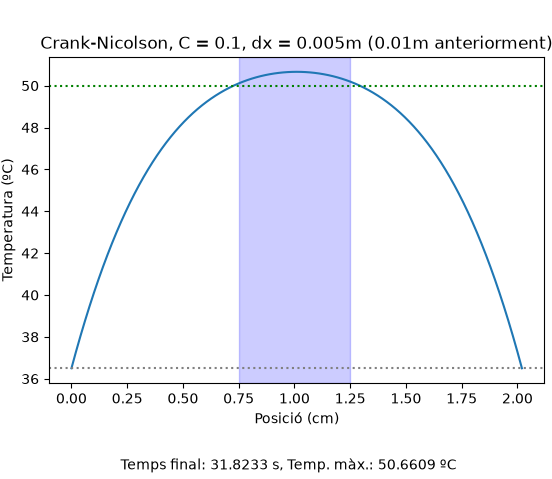 Crank-Nicolson, C = 0.1, dx = 0.005m (0.01m anteriorment)
50
48
46
44
42
40
38
36
Temperatura (ºC)
0.00 0.25 0.50 0.75 1.00 1.25 1.50 1.75 2.00
Posició (cm)
Temps final: 31.8233 s, Temp. màx.: 50.6609 ºC